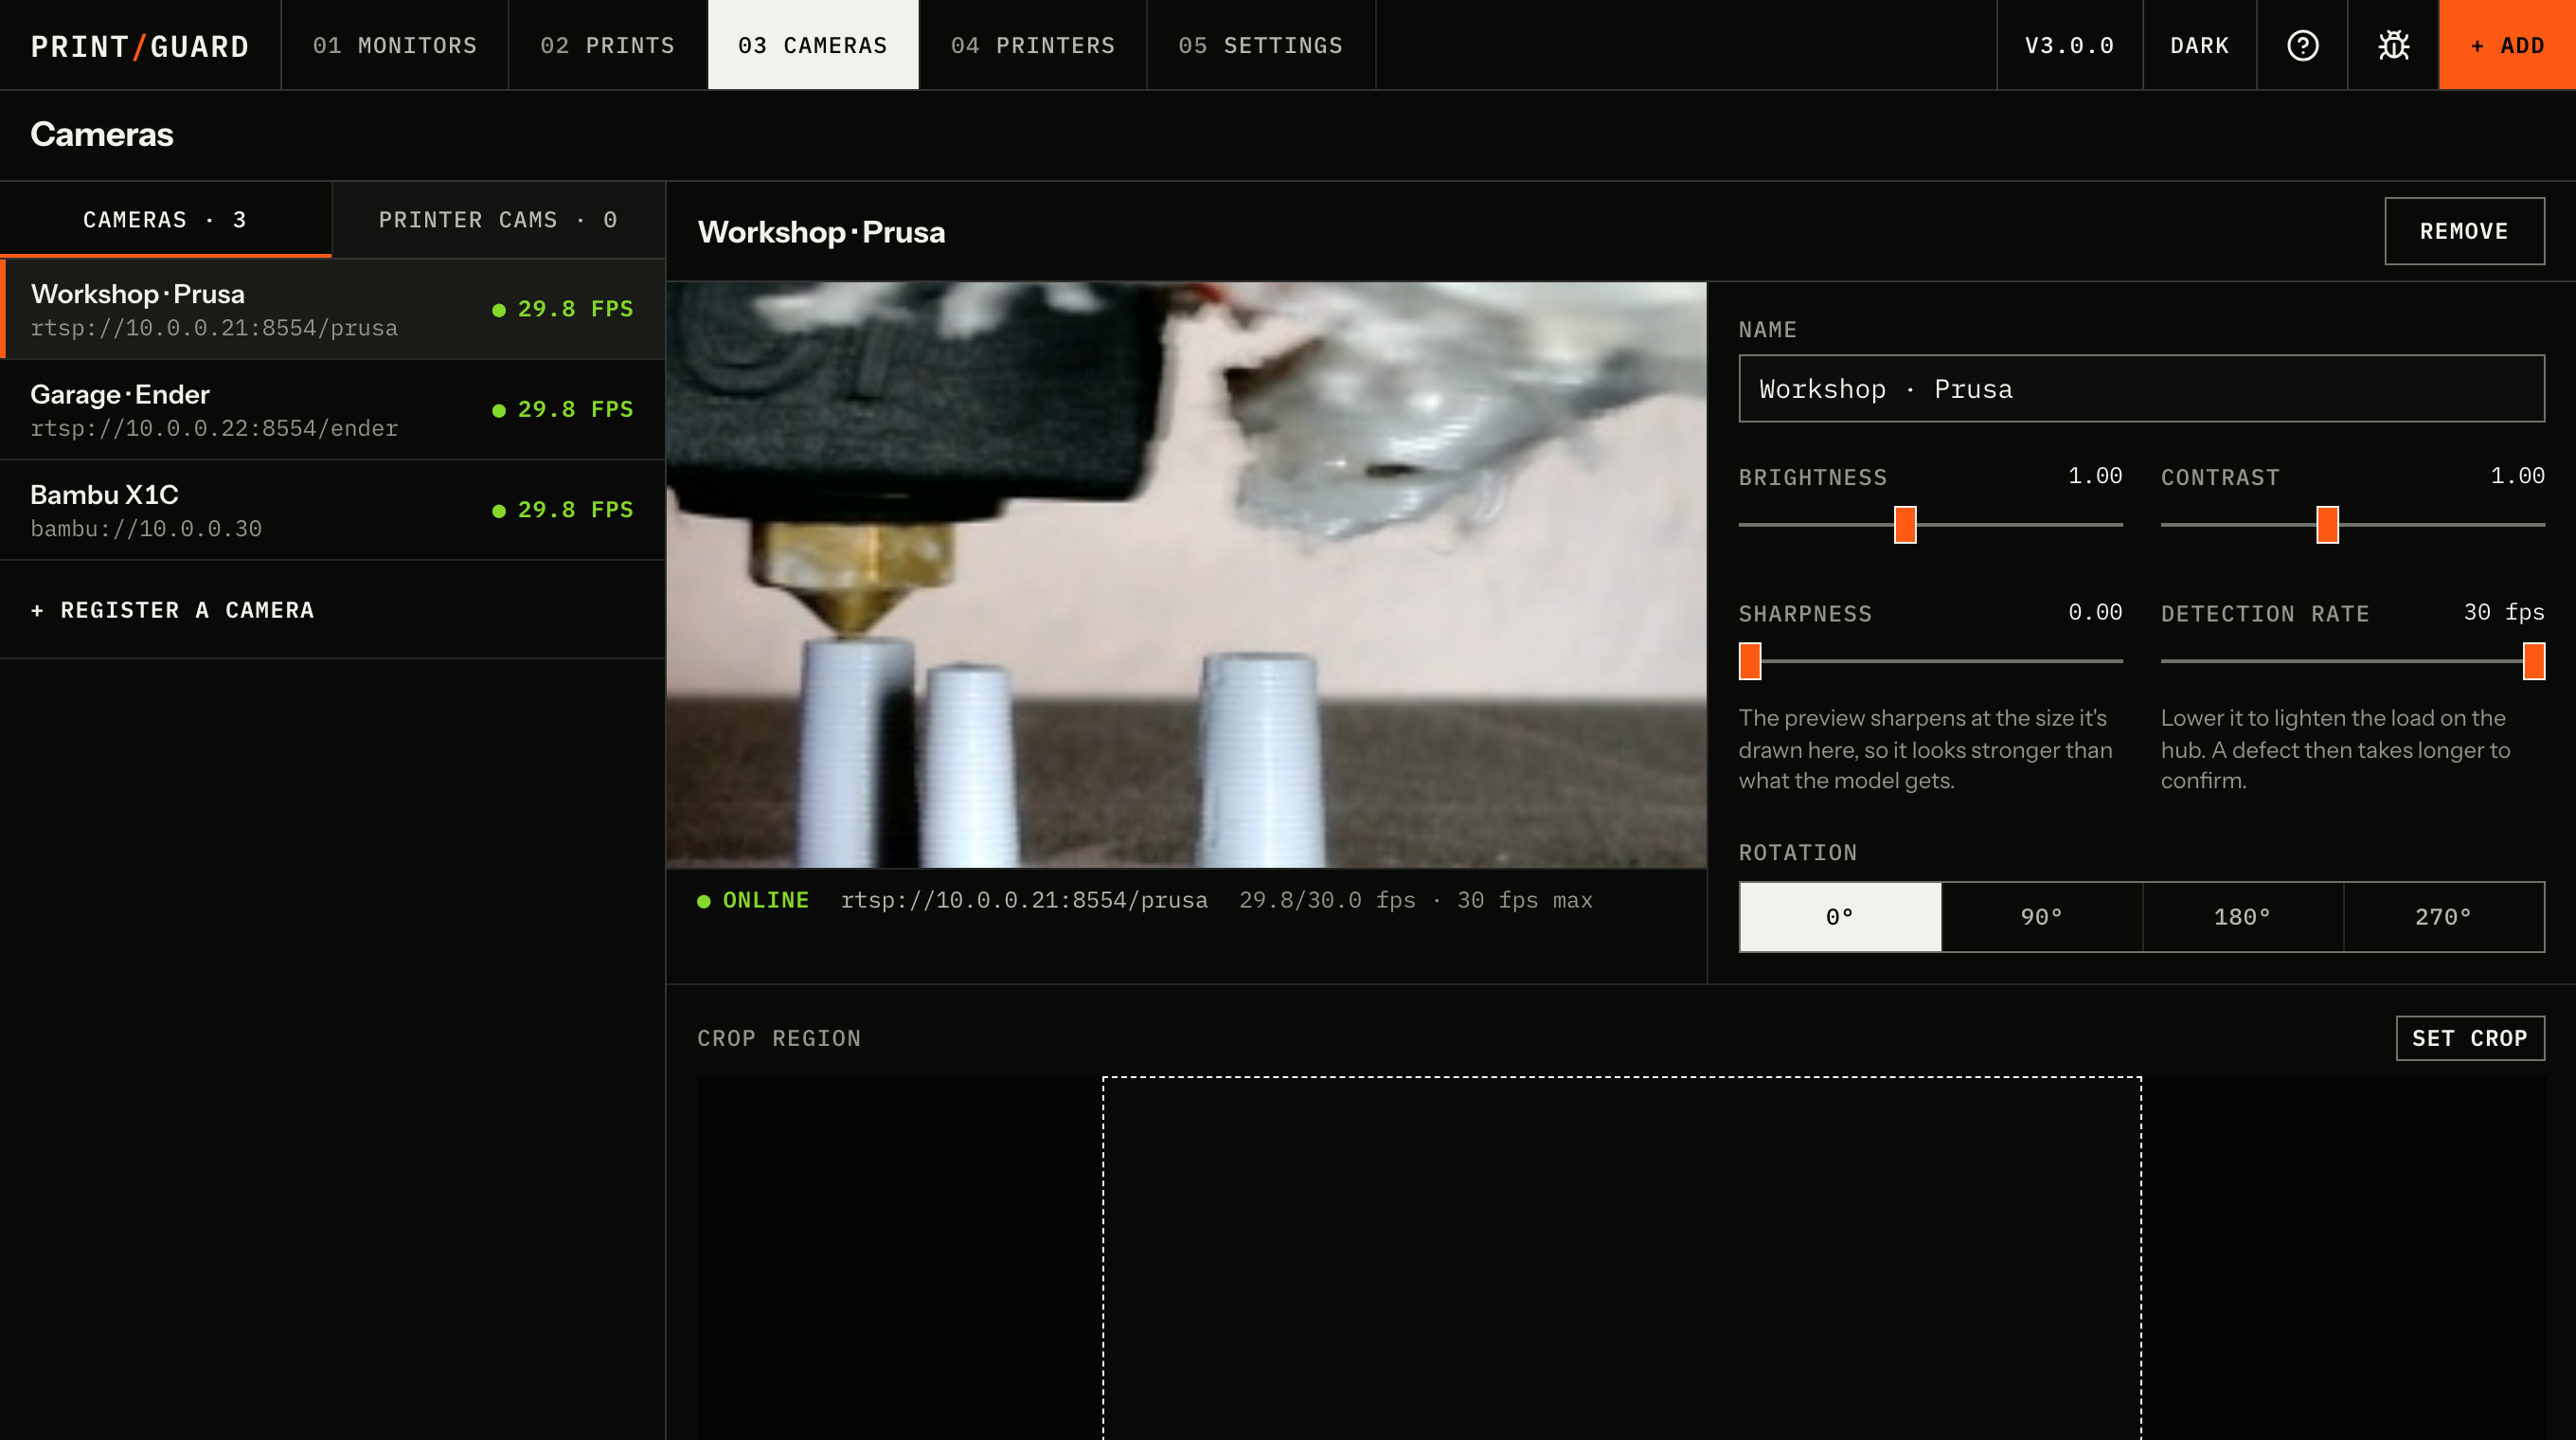 PRINT/GUARD
01 MONITORS
02 PRINTS
03 CAMERAS
04 PRINTERS
05 SETTINGS
V3.0.0
DARK
+ ADD
Cameras
CAMERAS · 3
PRINTER CAMS · 0
Workshop · Prusa
rtsp://10.0.0.21:8554/prusa
29.8 FPS
Garage · Ender
rtsp://10.0.0.22:8554/ender
29.8 FPS
Bambu X1C
bambu://10.0.0.30
29.8 FPS
+ REGISTER A CAMERA
Workshop · Prusa
REMOVE
ONLINE
rtsp://10.0.0.21:8554/prusa
29.8/30.0 fps · 30 fps max
NAME
Workshop · Prusa
BRIGHTNESS
1.00
CONTRAST
1.00
SHARPNESS
0.00
The preview sharpens at the size it's
drawn here, so it looks stronger than
what the model gets.
DETECTION RATE
30 fps
Lower it to lighten the load on the
hub. A defect then takes longer to
confirm.
ROTATION
0°
90°
180°
270°
CROP REGION
SET CROP